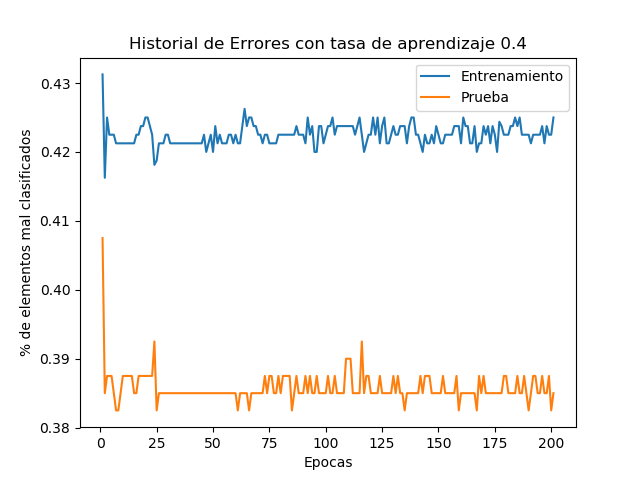 Historial de Errores con tasa de aprendizaje 0.4
Entrenamiento
Prueba
% de elementos mal clasificados
0.43
0.42
0.41
0.40
0.39
0.38
0 25 50 75 100 125 150 175 200
Epocas